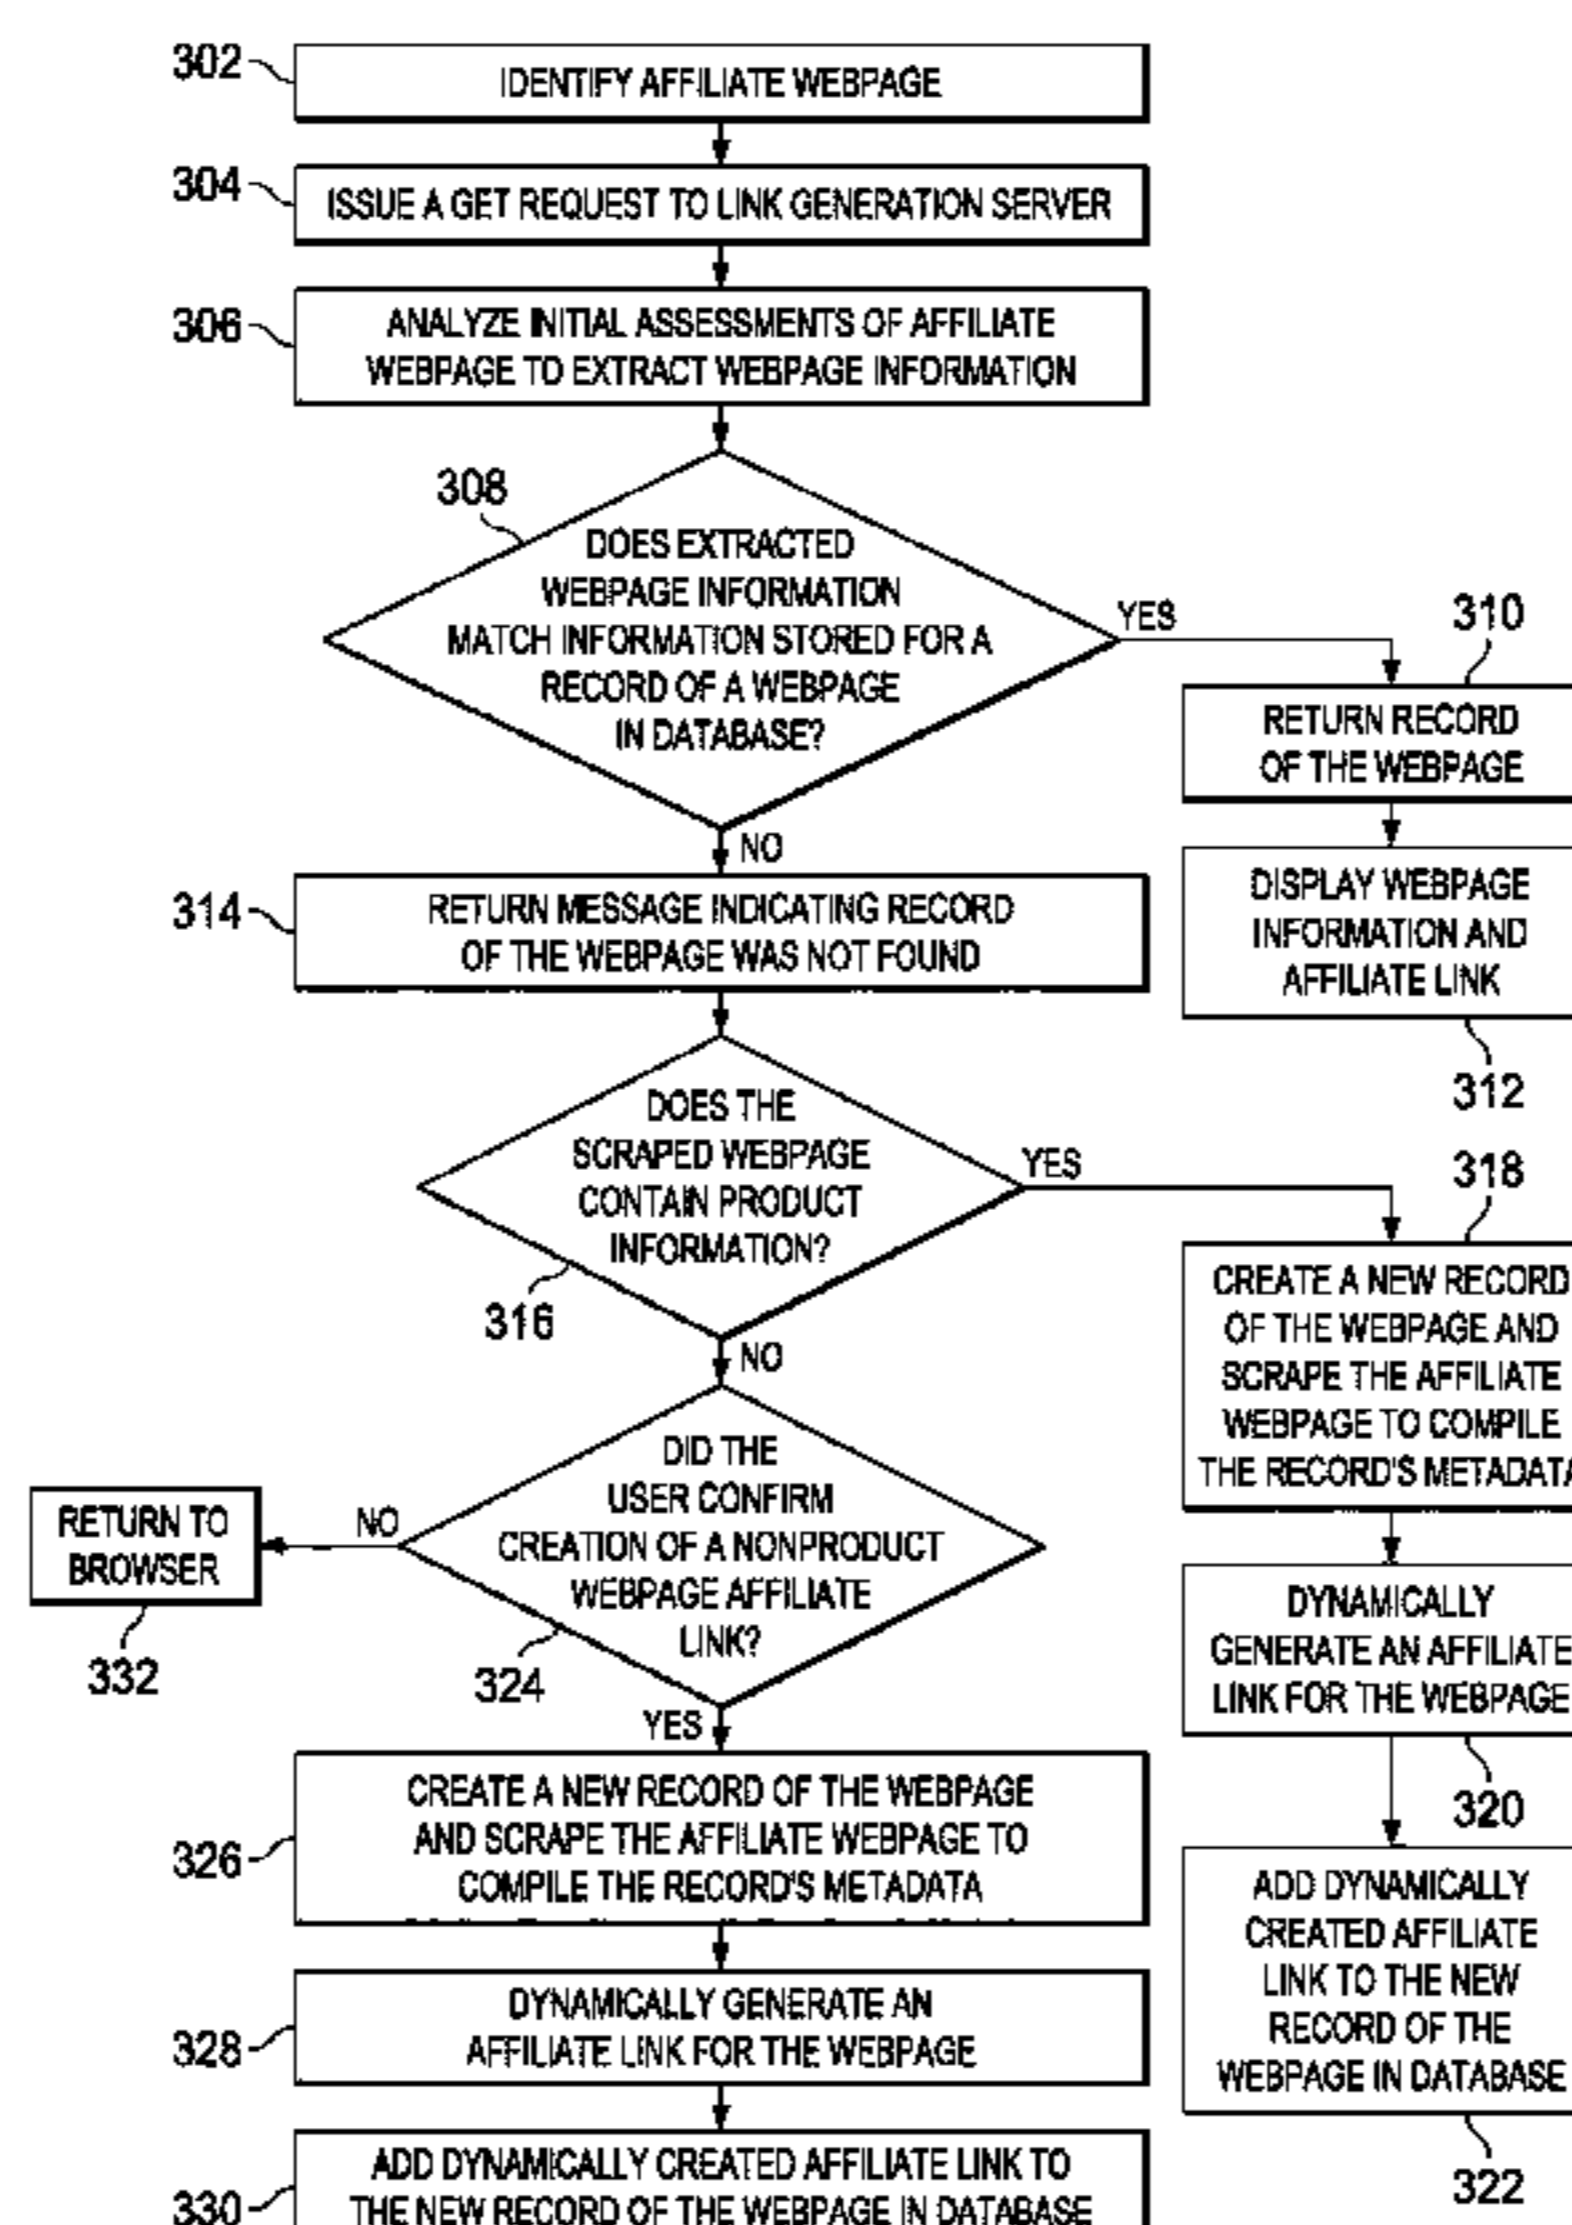 302
IDENTIFY AFFILIATE WEBPAGE
304
ISSUE A GET REQUEST TO LINK GENERATION SERVER
306
ANALYZE INITIAL ASSESSMENTS OF AFFILIATE
WEBPAGE TO EXTRACT WEBPAGE INFORMATION
308
DOES EXTRACTED
WEBPAGE INFORMATION
MATCH INFORMATION STORED FOR A
RECORD OF A WEBPAGE
IN DATABASE?
YES
310
RETURN RECORD
OF THE WEBPAGE
DISPLAY WEBPAGE
INFORMATION AND
AFFILIATE LINK
312
NO
314
RETURN MESSAGE INDICATING RECORD
OF THE WEBPAGE WAS NOT FOUND
DOES THE
SCRAPED WEBPAGE
CONTAIN PRODUCT
INFORMATION?
316
YES
318
CREATE A NEW RECORD
OF THE WEBPAGE AND
SCRAPE THE AFFILIATE
WEBPAGE TO COMPILE
THE RECORD'S METADATA
DYNAMICALLY
GENERATE AN AFFILIATE
LINK FOR THE WEBPAGE
320
ADD DYNAMICALLY
CREATED AFFILIATE
LINK TO THE NEW
RECORD OF THE
WEBPAGE IN DATABASE
322
NO
DID THE
USER CONFIRM
CREATION OF A NONPRODUCT
WEBPAGE AFFILIATE
LINK?
324
NO
RETURN TO
BROWSER
332
YES
326
CREATE A NEW RECORD OF THE WEBPAGE
AND SCRAPE THE AFFILIATE WEBPAGE TO
COMPILE THE RECORD'S METADATA
328
DYNAMICALLY GENERATE AN
AFFILIATE LINK FOR THE WEBPAGE
330
ADD DYNAMICALLY CREATED AFFILIATE LINK TO
THE NEW RECORD OF THE WEBPAGE IN DATABASE